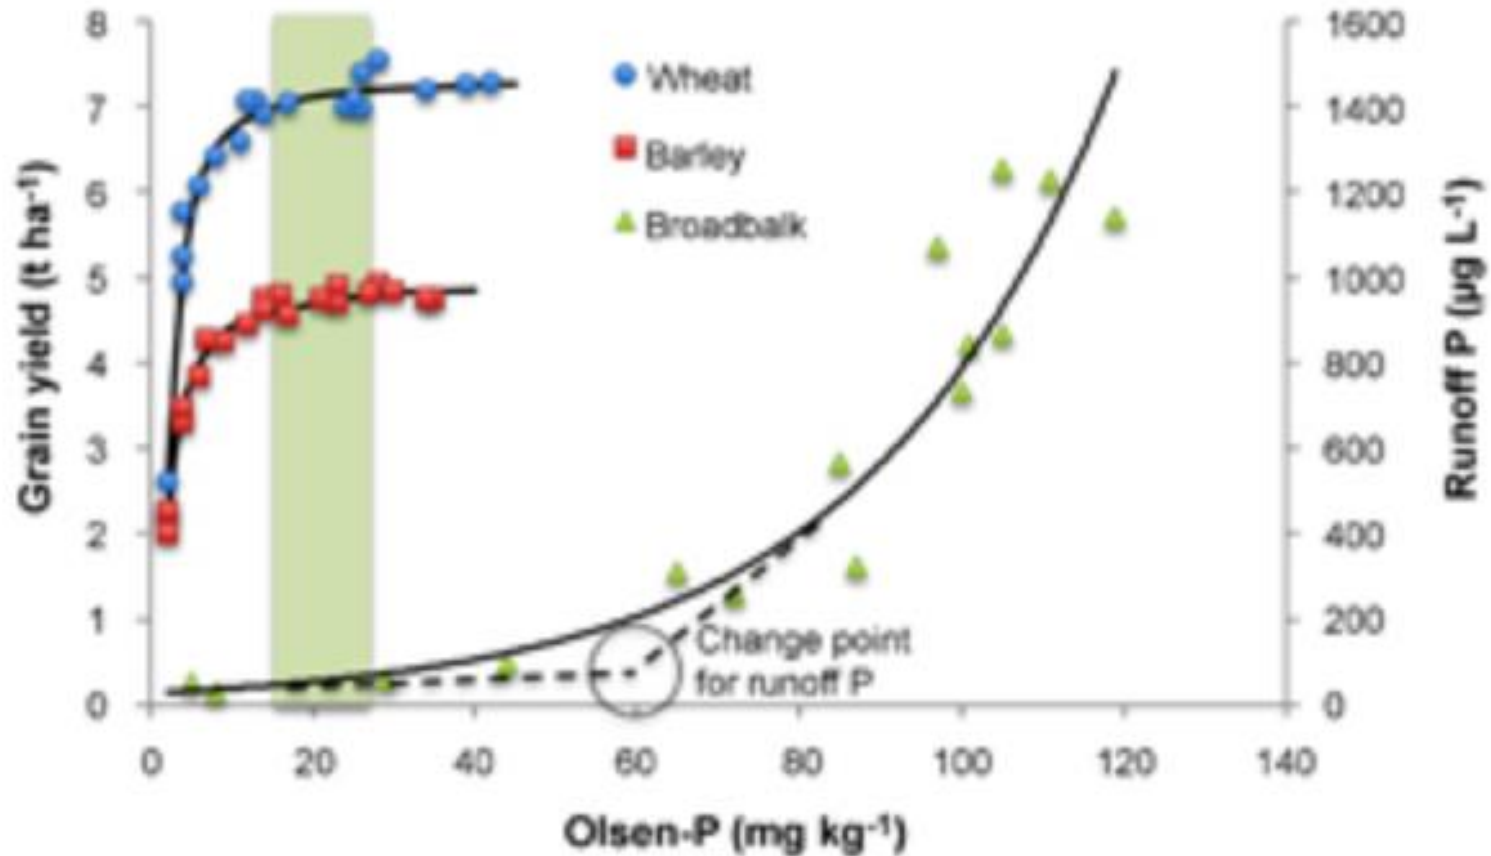 8
7
6
5
4
3
2
1
0
Grain yield (t ha⁻¹)
Wheat
Barley
Broadbalk
Change point
for runoff P
1600
1400
1200
1000
800
600
400
200
0
Runoff P (µg L⁻¹)
0 20 40 60 80 100 120 140
Olsen-P (mg kg⁻¹)